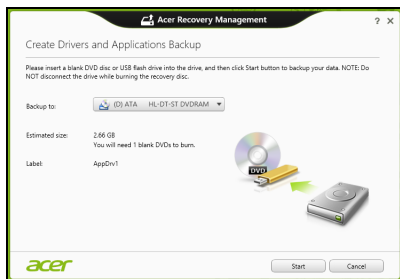 Acer Recovery Management
? ×
Create Drivers and Applications Backup
Please insert a blank DVD disc or USB flash drive into the drive, and then click Start button to backup your data. NOTE: Do
NOT disconnect the drive while burning the recovery disc.
Backup to: (D) ATA HL-DT-ST DVDRAM
Estimated size: 2.66 GB
You will need 1 blank DVDs to burn.
Label: AppDrv1
DVD
acer Start Cancel